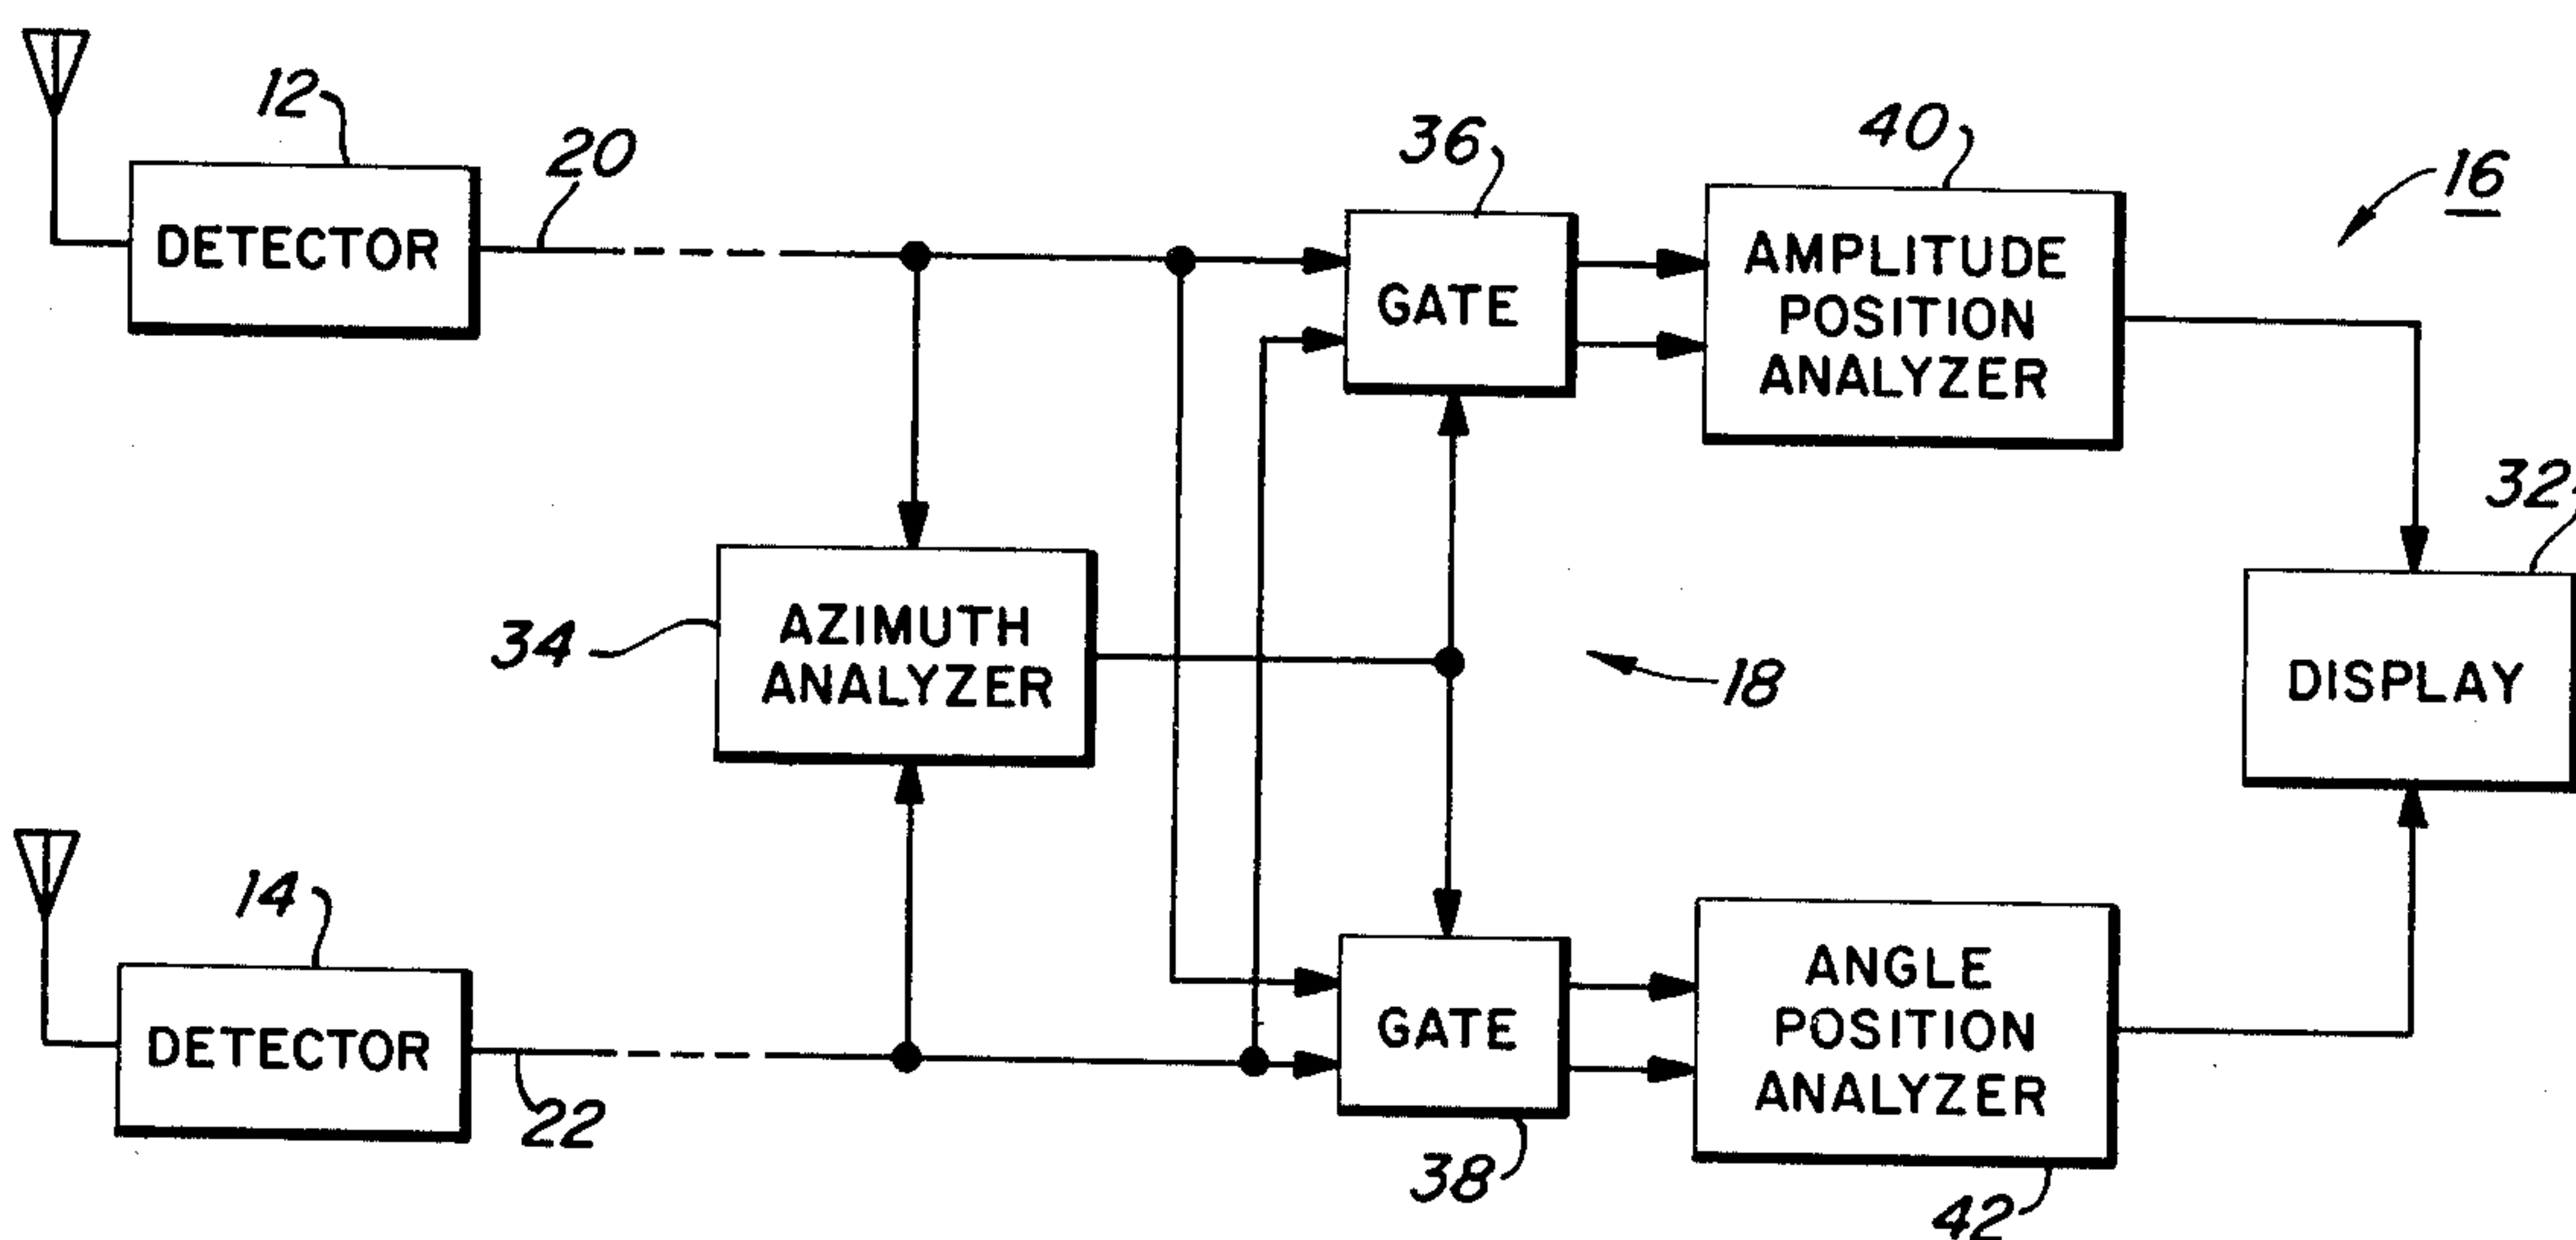 12
20
DETECTOR
36
GATE
40
AMPLITUDE
POSITION
ANALYZER
16
34
AZIMUTH
ANALYZER
18
32
DISPLAY
14
DETECTOR
22
GATE
38
ANGLE
POSITION
ANALYZER
42